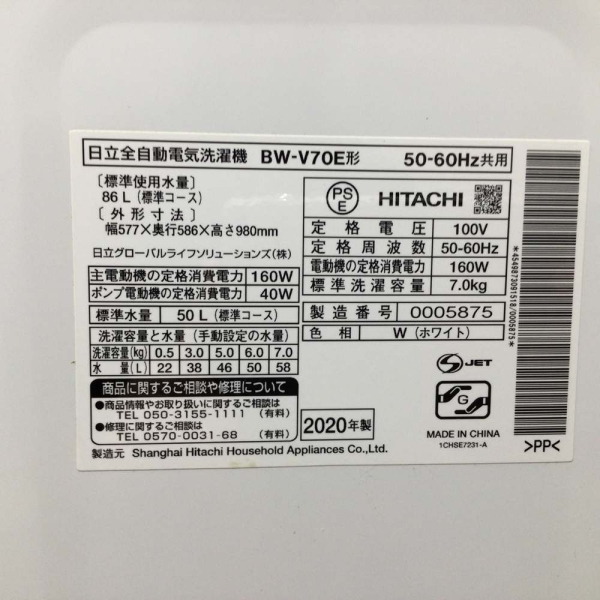 日立全自動電気洗濯機 BW-V70E形 50-60Hz共用
〔標準使用水量〕
86 L（標準コース）
〔外形寸法〕
幅577×奥行586×高さ980mm
日立グローバルライフソリューションズ(株)
主電動機の定格消費電力 160W
ポンプ電動機の定格消費電力 40W
標準水量 50 L（標準コース）
洗濯容量と水量（手動設定の水量）
洗濯容量(kg) 0.5 3.0 5.0 6.0 7.0
水量(L) 22 38 46 50 58
商品に関するご相談や修理について
●商品情報やお取り扱いに関するご相談
TEL 050-3155-1111（有料）
●修理に関するご相談
TEL 0570-0031-68（有料）
製造元 Shanghai Hitachi Household Appliances Co.,Ltd.
PS
E
HITACHI
定格電圧 100V
定格周波数 50-60Hz
電動機の定格消費電力 160W
標準洗濯容量 7.0kg
製造番号 0005875
色相 W（ホワイト）
2020年製
S JET
G
MADE IN CHINA
1CHSE7231-A
*4549873091518/0005875*
>PP<